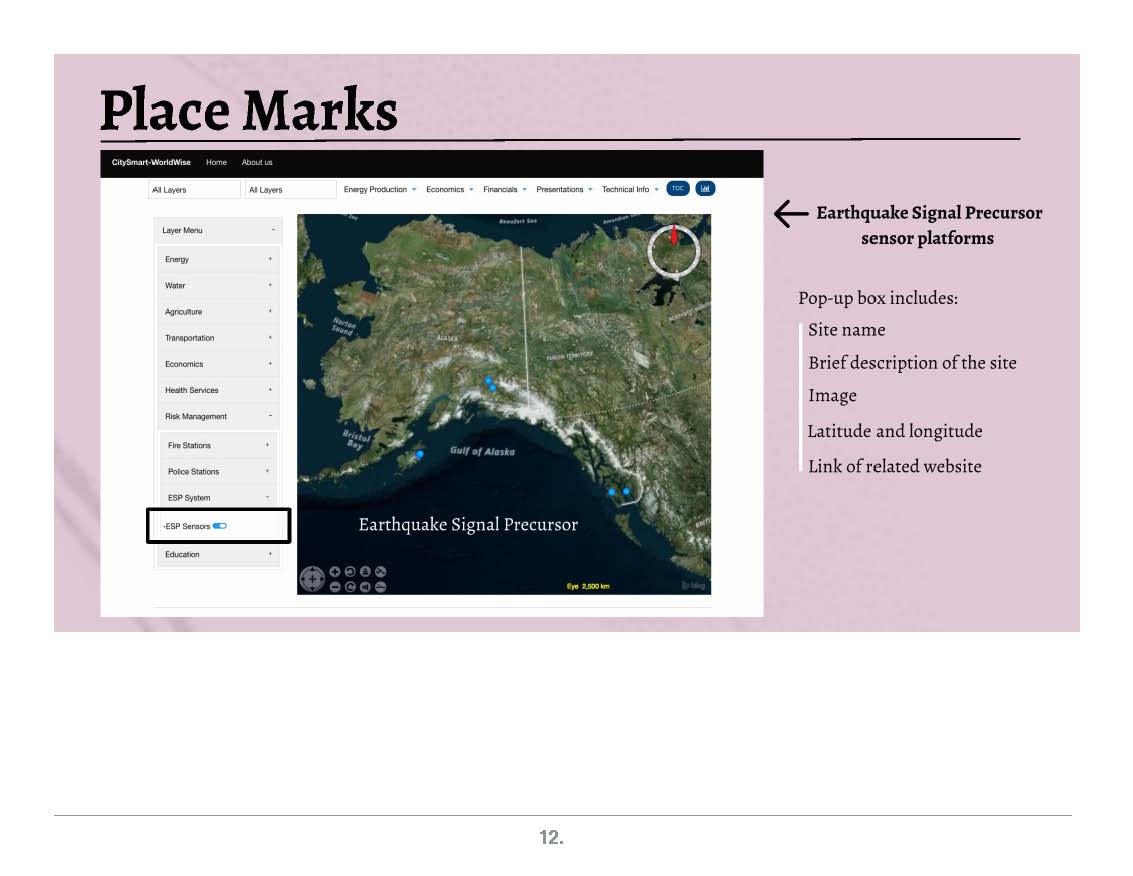 Place Marks
CitySmart-WorldWise Home About us
All Layers All Layers Energy Production Economics Financials Presentations Technical Info TOC
Layer Menu -
Energy +
Water +
Agriculture +
Transportation +
Economics +
Health Services +
Risk Management -
Fire Stations +
Police Stations +
ESP System -
-ESP Sensors
Education +
Beaufort Sea
Norton
Sound
ALASKA
YUKON TERRITORY
Bristol
Bay
Gulf of Alaska
Earthquake Signal Precursor
Eye 2,500 km
bing
Earthquake Signal Precursor
sensor platforms
Pop-up box includes:
Site name
Brief description of the site
Image
Latitude and longitude
Link of related website
12.